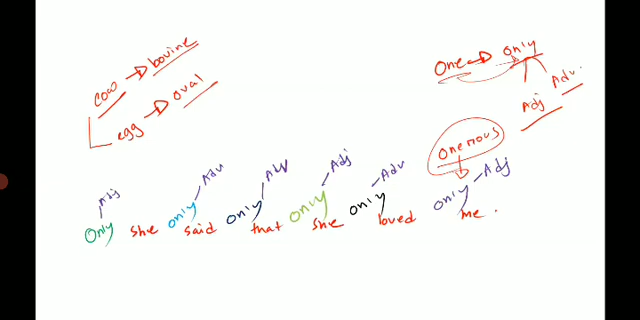 cow → bovine
egg → oval
One → only
Adj Adv.
Onerous
Adj Adv Adv Adj Adv Adj
Only she only said only that only she only loved only me.